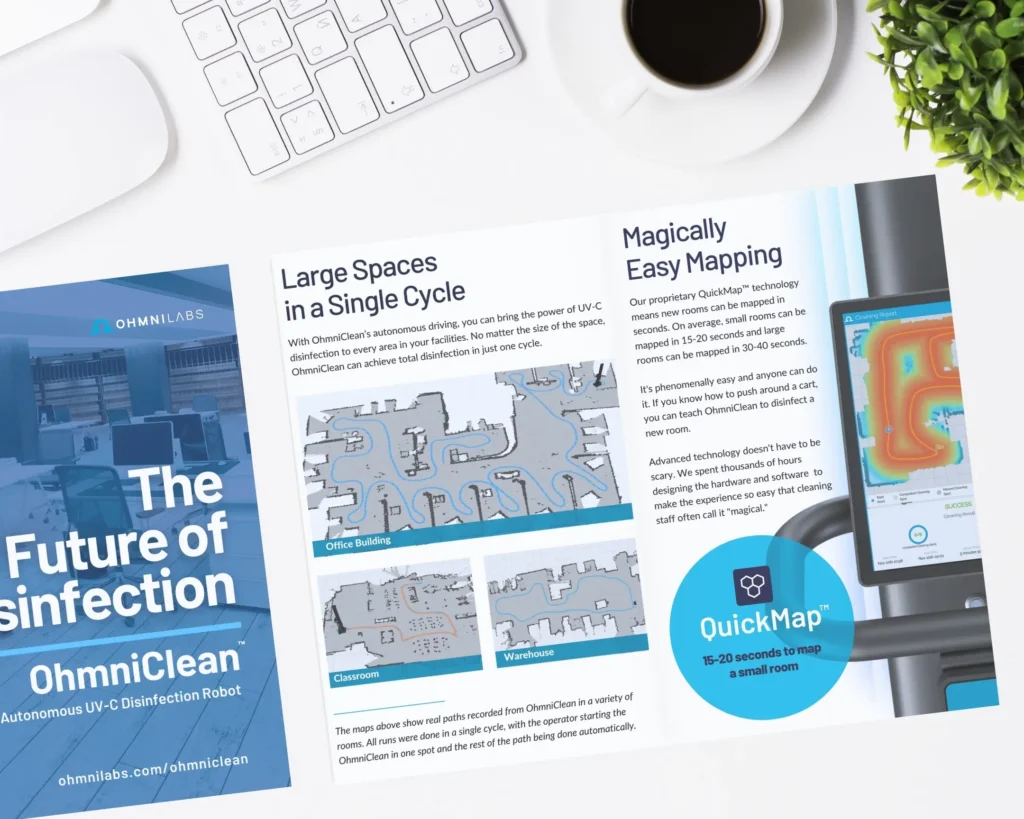 OHMNILABS
The
Future of
sinfection
OhmniClean™
Autonomous UV-C Disinfection Robot
ohmnilabs.com/ohmniclean
Large Spaces
in a Single Cycle
With OhmniClean's autonomous driving, you can bring the power of UV-C
disinfection to every area in your facilities. No matter the size of the space,
OhmniClean can achieve total disinfection in just one cycle.
Office Building
Classroom
Warehouse
The maps above show real paths recorded from OhmniClean in a variety of
rooms. All runs were done in a single cycle, with the operator starting the
OhmniClean in one spot and the rest of the path being done automatically.
Magically
Easy Mapping
Our proprietary QuickMap™ technology
means new rooms can be mapped in
seconds. On average, small rooms can be
mapped in 15-20 seconds and large
rooms can be mapped in 30-40 seconds.
It's phenomenally easy and anyone can do
it. If you know how to push around a cart,
you can teach OhmniClean to disinfect a
new room.
Advanced technology doesn't have to be
scary. We spent thousands of hours
designing the hardware and software to
make the experience so easy that cleaning
staff often call it "magical."
QuickMap™
15-20 seconds to map
a small room
Cleaning Report
SUCCESS